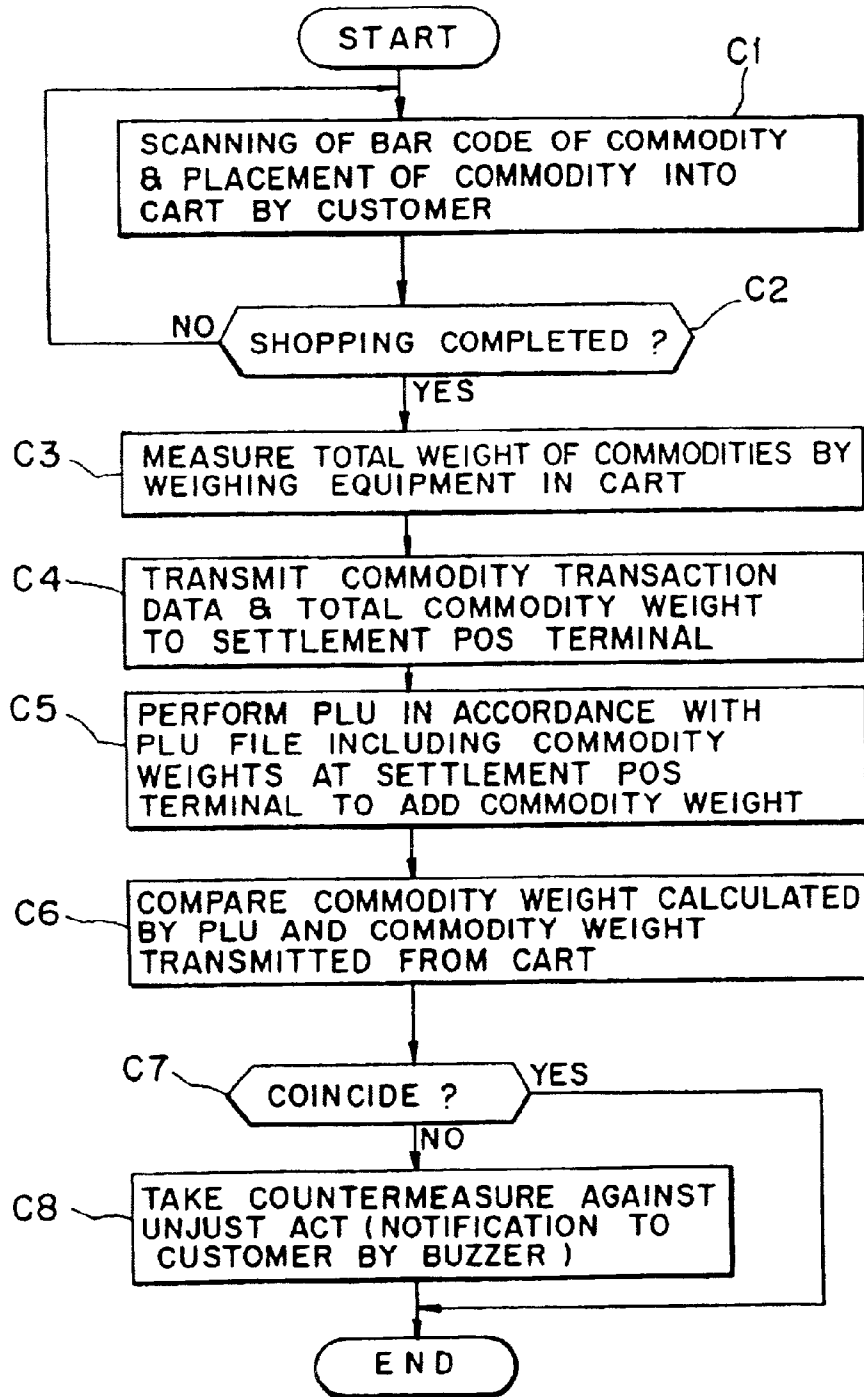 START
C1
SCANNING OF BAR CODE OF COMMODITY
& PLACEMENT OF COMMODITY INTO
CART BY CUSTOMER
C2
NO
SHOPPING COMPLETED ?
YES
C3
MEASURE TOTAL WEIGHT OF COMMODITIES BY
WEIGHING EQUIPMENT IN CART
C4
TRANSMIT COMMODITY TRANSACTION
DATA & TOTAL COMMODITY WEIGHT
TO SETTLEMENT POS TERMINAL
C5
PERFORM PLU IN ACCORDANCE WITH
PLU FILE INCLUDING COMMODITY
WEIGHTS AT SETTLEMENT POS
TERMINAL TO ADD COMMODITY WEIGHT
C6
COMPARE COMMODITY WEIGHT CALCULATED
BY PLU AND COMMODITY WEIGHT
TRANSMITTED FROM CART
C7
COINCIDE ?
YES
NO
C8
TAKE COUNTERMEASURE AGAINST
UNJUST ACT (NOTIFICATION TO
CUSTOMER BY BUZZER)
END